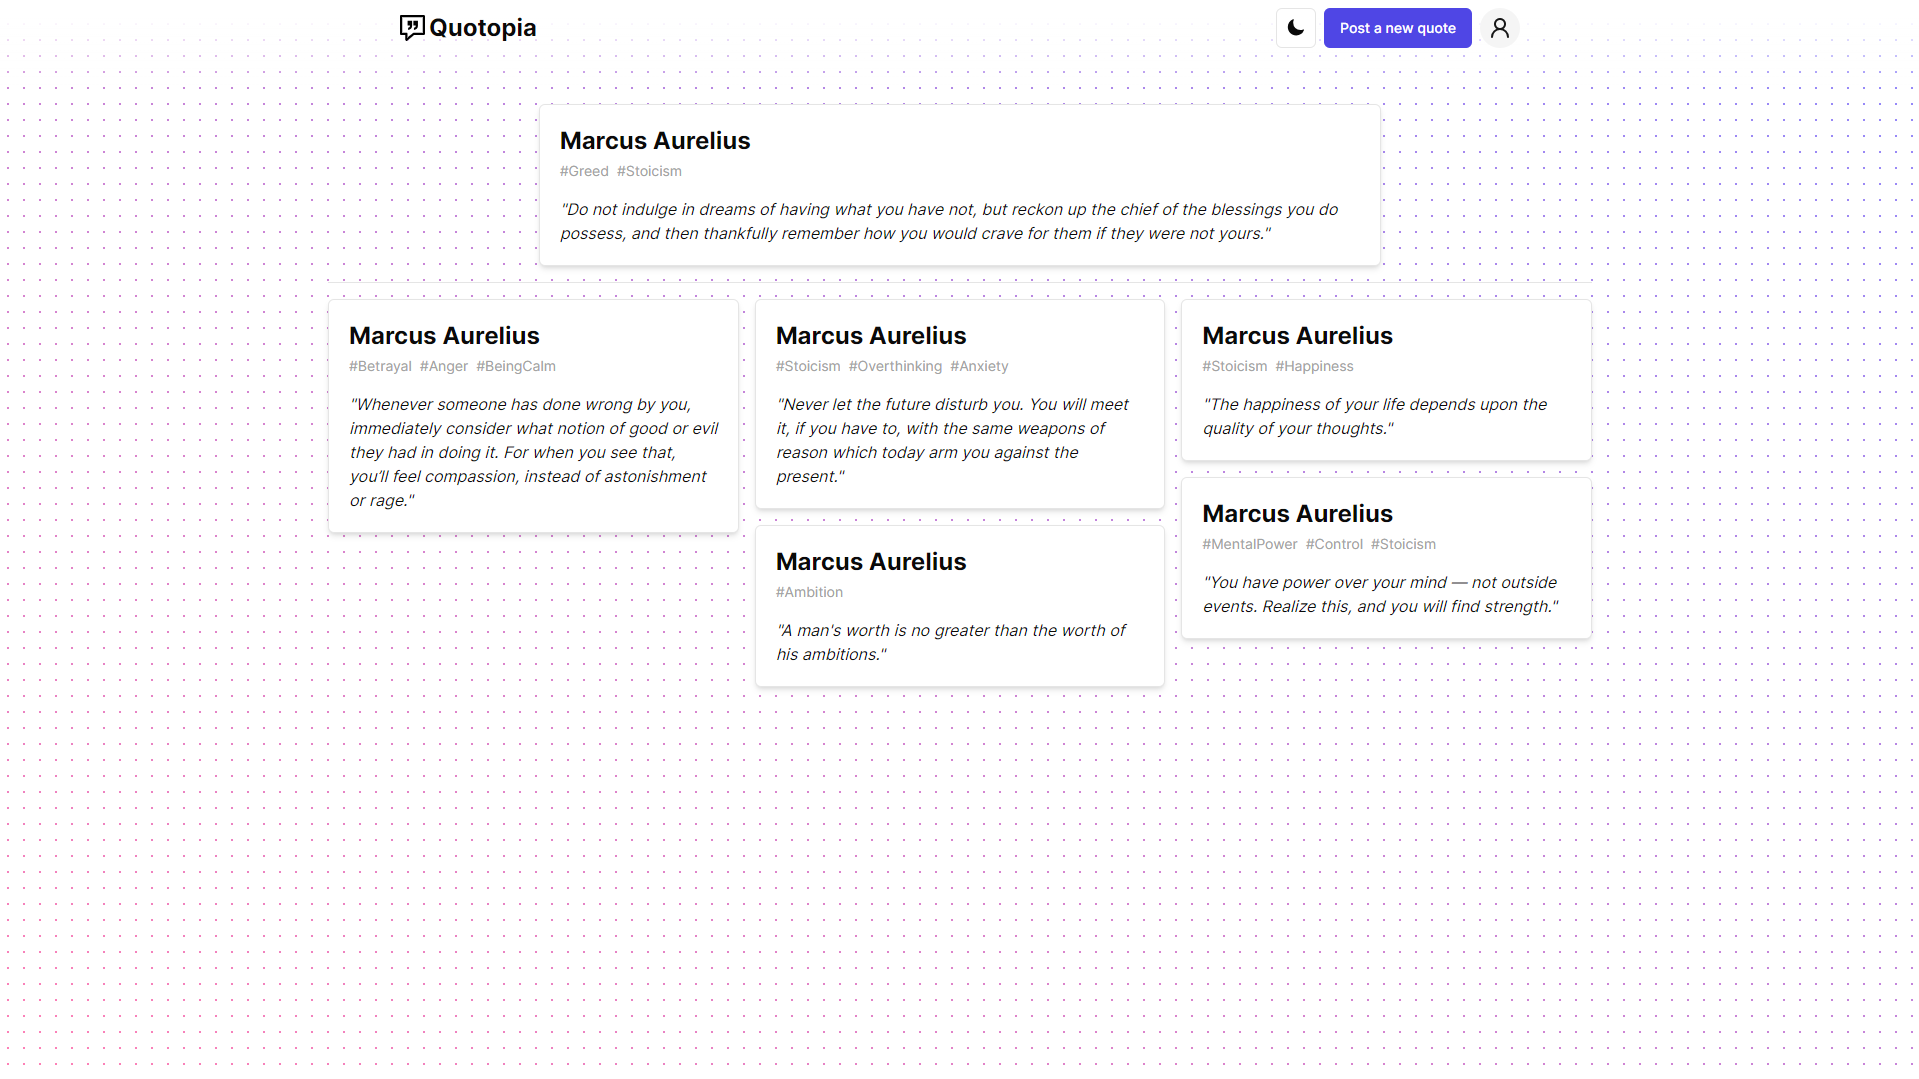 Quotopia
Post a new quote
Marcus Aurelius
#Greed #Stoicism
"Do not indulge in dreams of having what you have not, but reckon up the chief of the blessings you do
possess, and then thankfully remember how you would crave for them if they were not yours."
Marcus Aurelius
#Betrayal #Anger #BeingCalm
"Whenever someone has done wrong by you,
immediately consider what notion of good or evil
they had in doing it. For when you see that,
you’ll feel compassion, instead of astonishment
or rage."
Marcus Aurelius
#Stoicism #Overthinking #Anxiety
"Never let the future disturb you. You will meet
it, if you have to, with the same weapons of
reason which today arm you against the
present."
Marcus Aurelius
#Ambition
"A man's worth is no greater than the worth of
his ambitions."
Marcus Aurelius
#Stoicism #Happiness
"The happiness of your life depends upon the
quality of your thoughts."
Marcus Aurelius
#MentalPower #Control #Stoicism
"You have power over your mind — not outside
events. Realize this, and you will find strength."